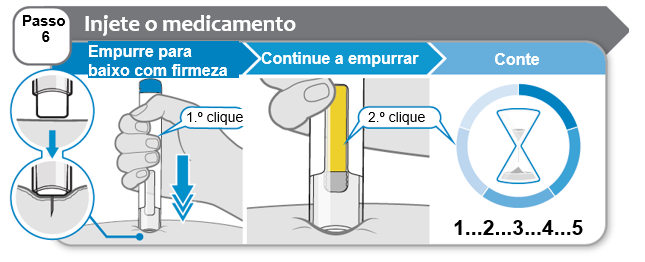 Passo
6
Injete o medicamento
Empurre para
baixo com firmeza
Continue a empurrar
Conte
1.º clique
2.º clique
1...2...3...4...5